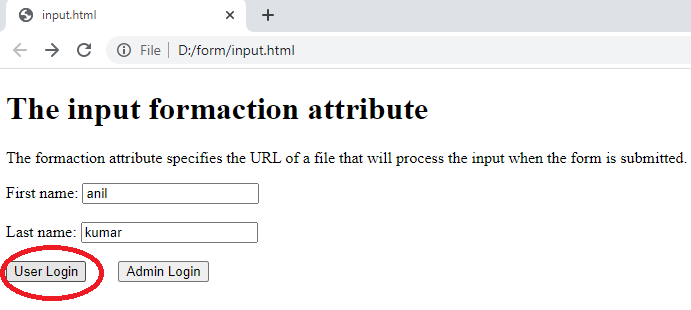 input.html
File D:/form/input.html
The input formaction attribute
The formaction attribute specifies the URL of a file that will process the input when the form is submitted.
First name: anil
Last name: kumar
User Login Admin Login